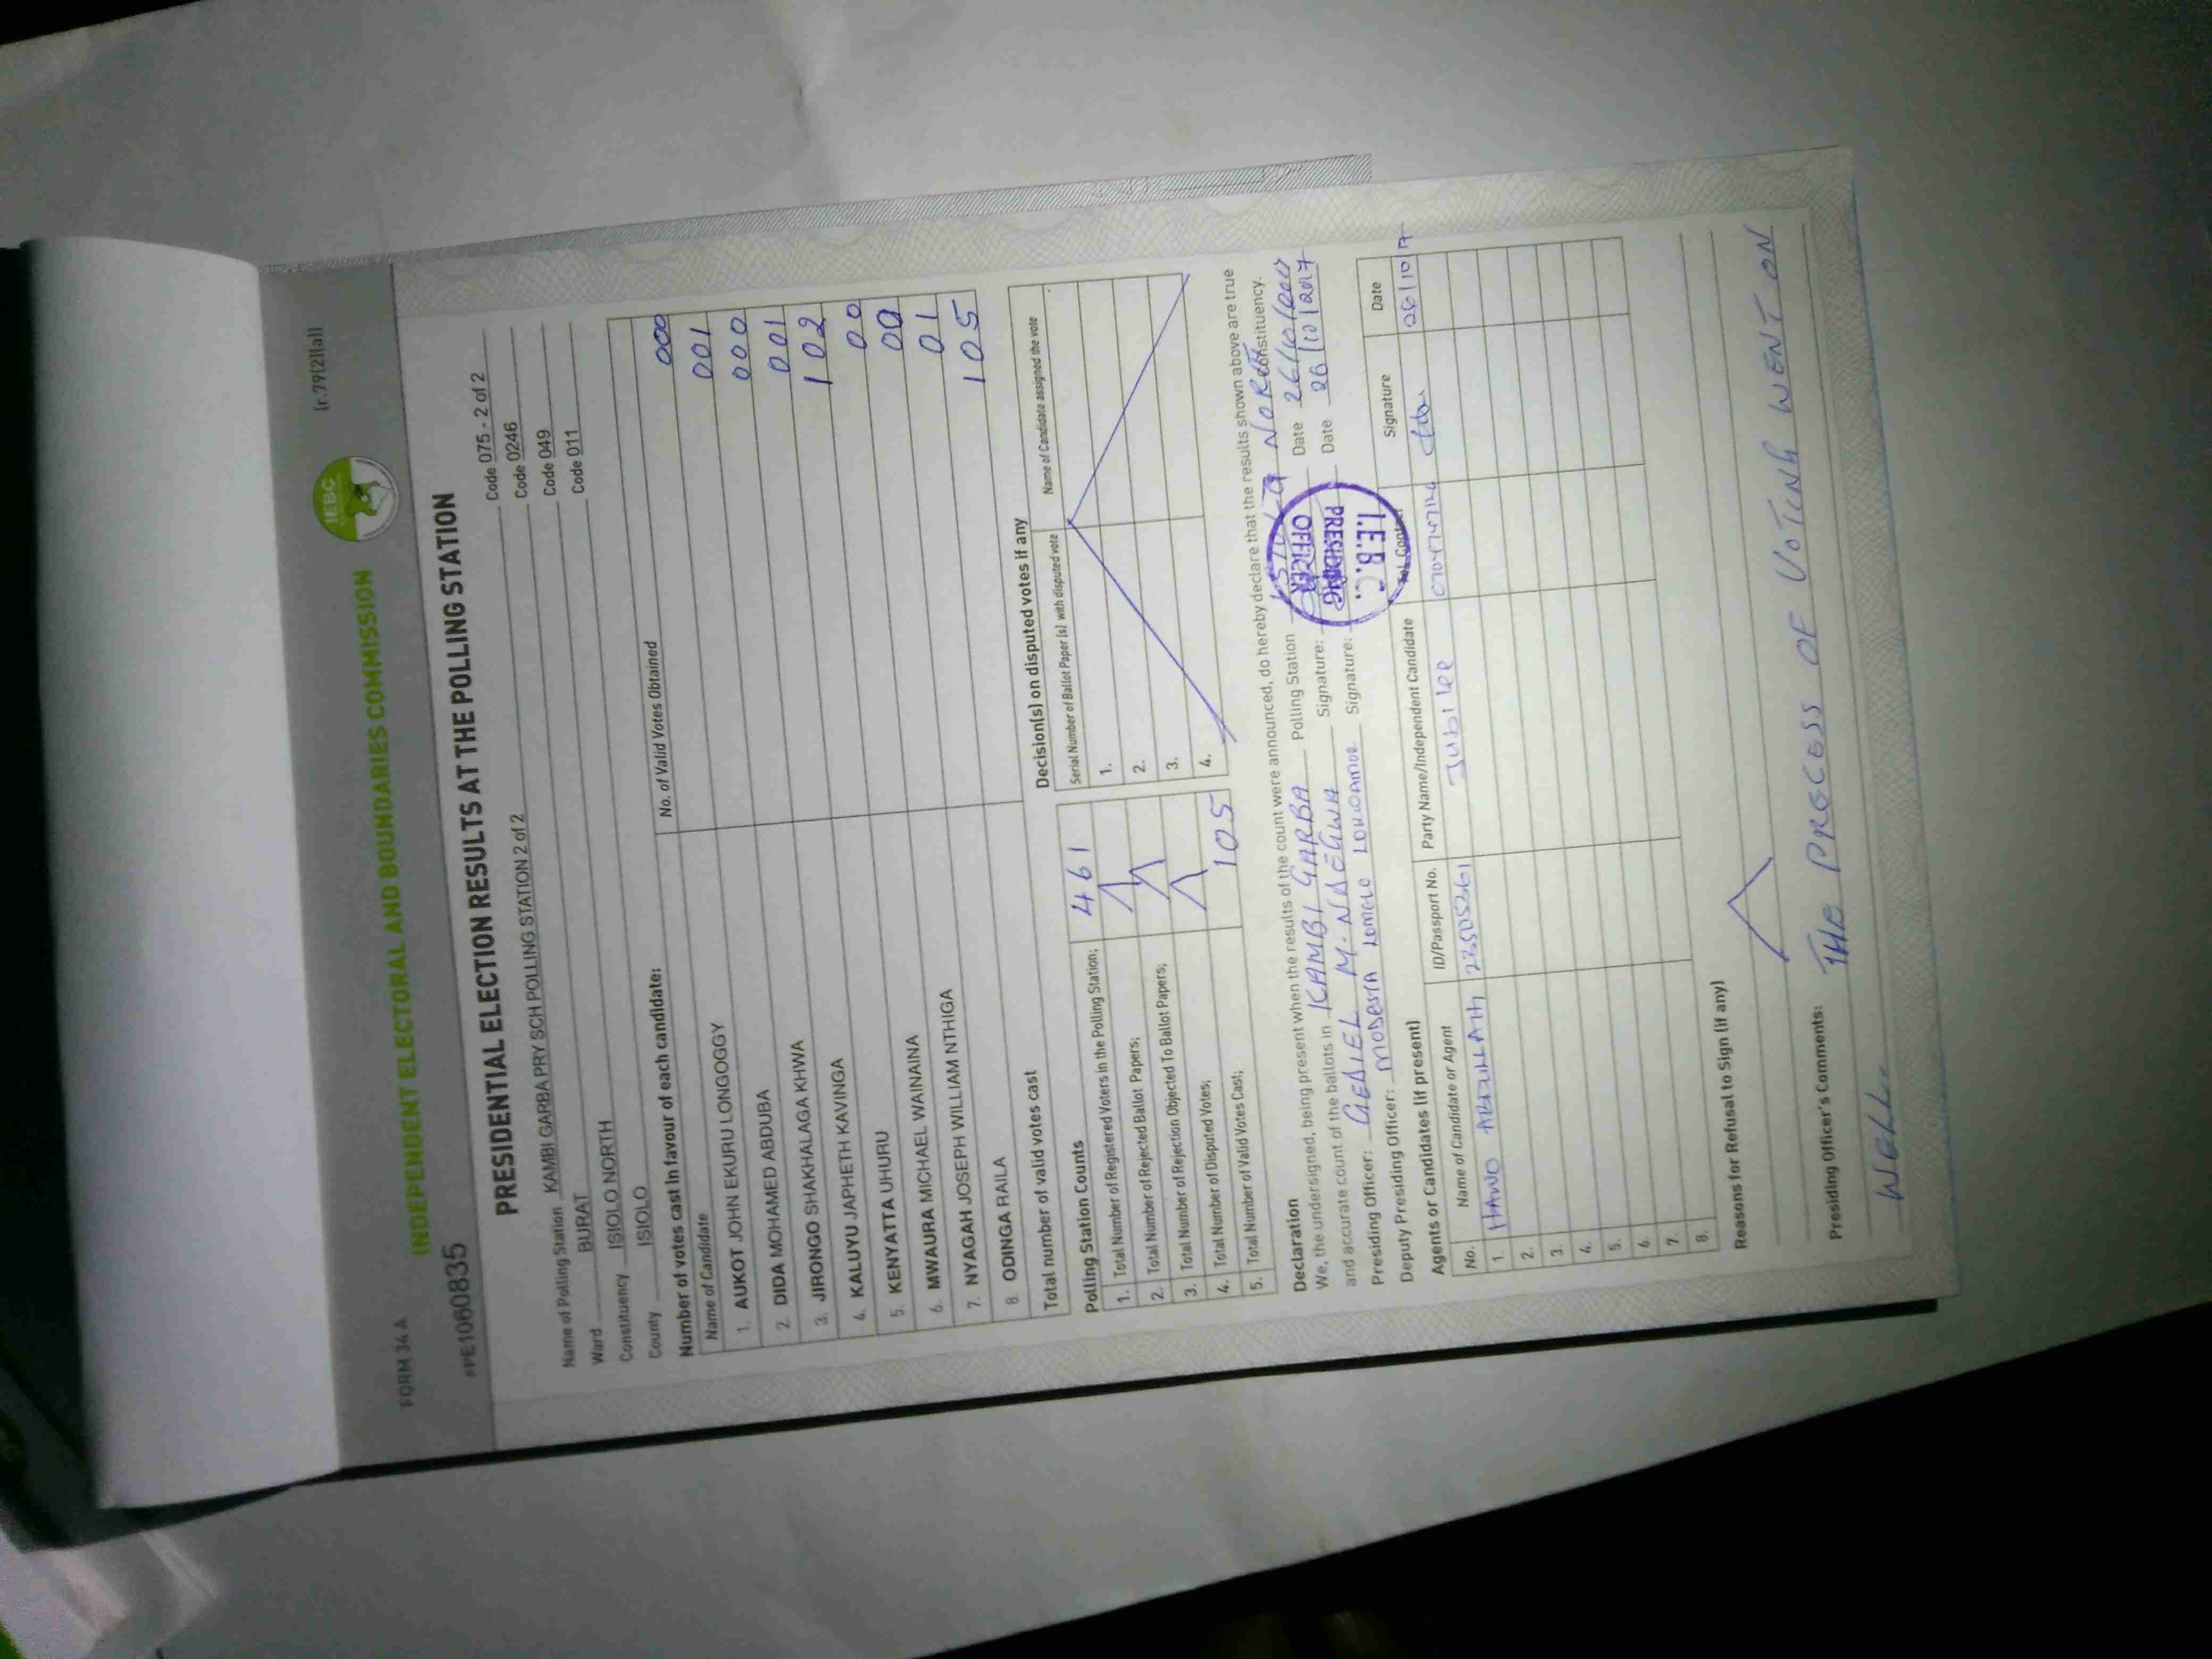 FORM 34 A
[r.79(2)(a)]
INDEPENDENT ELECTORAL AND BOUNDARIES COMMISSION
IEBC
PE1060835
PRESIDENTIAL ELECTION RESULTS AT THE POLLING STATION
Name of Polling Station KAMBI GARBA PRY SCH POLLING STATION 2 of 2 Code 075 - 2 of 2
Ward BURAT Code 0246
Constituency ISIOLO NORTH Code 049
County ISIOLO Code 011
Number of votes cast in favour of each candidate:
Name of Candidate No. of Valid Votes Obtained
1. AUKOT JOHN EKURU LONGOGGY 000
2. DIDA MOHAMED ABDUBA 001
3. JIRONGO SHAKHALAGA KHWA 000
4. KALUYU JAPHETH KAVINGA 001
5. KENYATTA UHURU 102
6. MWAURA MICHAEL WAINAINA 00
7. NYAGAH JOSEPH WILLIAM NTHIGA 00
8. ODINGA RAILA 01
Total number of valid votes cast 105
Polling Station Counts
1. Total Number of Registered Voters in the Polling Station; 461
2. Total Number of Rejected Ballot Papers;
3. Total Number of Rejection Objected To Ballot Papers;
4. Total Number of Disputed Votes;
5. Total Number of Valid Votes Cast; 105
Decision(s) on disputed votes if any
Serial Number of Ballot Paper (s) with disputed vote Name of Candidate assigned the vote
1.
2.
3.
4.
Declaration
We, the undersigned, being present when the results of the count were announced, do hereby declare that the results shown above are true
and accurate count of the ballots in KAMBI GARBA Polling Station ISIOLO NORTH Constituency.
Presiding Officer: GEDIEL M. NDEGWA Signature: Date 26/10/2017
Deputy Presiding Officer: MODESTA LOMELO LOKWAMOE Signature: Date 26/10/2017
I.E.B.C.
PRESIDING
OFFICER
Agents or Candidates (if present)
No. Name of Candidate or Agent ID/Passport No. Party Name/Independent Candidate Tel. Contact Signature Date
1. HAWO ABDULLAHI 23505261 Jubilee 26/10/17
2.
3.
4.
5.
6.
7.
8.
Reasons for Refusal to Sign (if any)
Presiding Officer's Comments: THE PROCESS OF VOTING WENT ON
WELL.